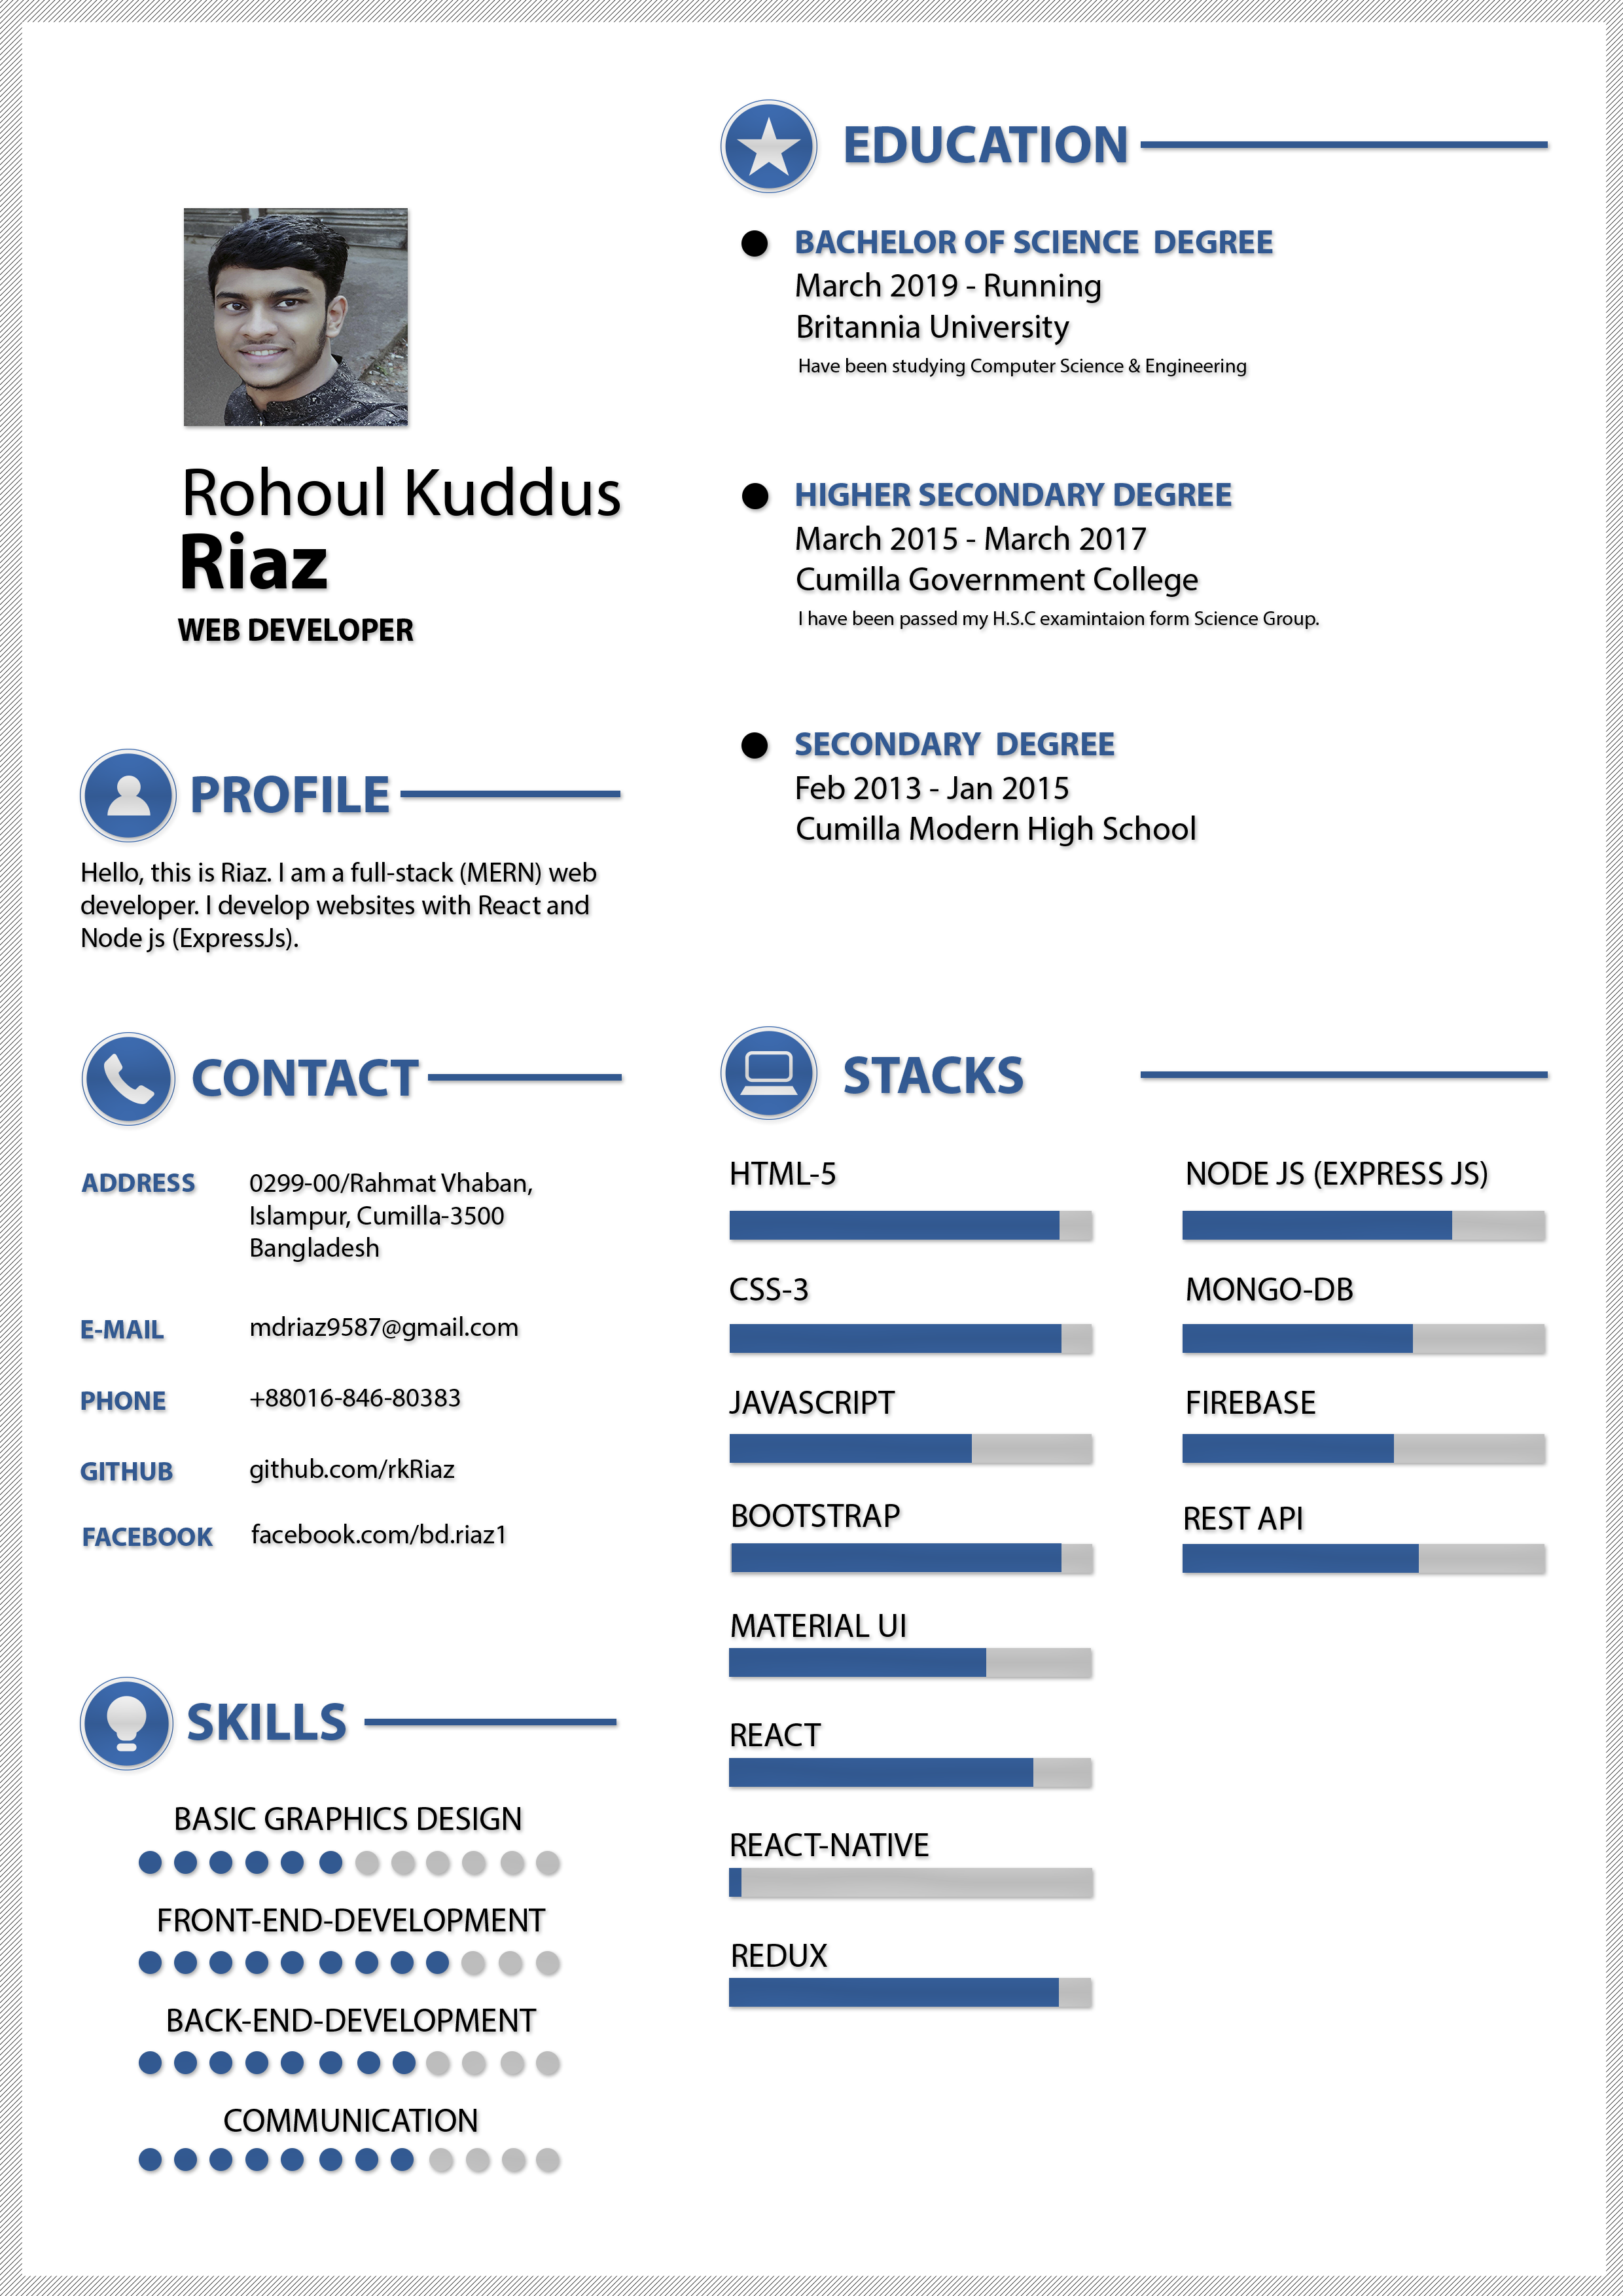 Rohoul Kuddus
Riaz
WEB DEVELOPER
PROFILE
Hello, this is Riaz. I am a full-stack (MERN) web
developer. I develop websites with React and
Node js (ExpressJs).
CONTACT
ADDRESS 0299-00/Rahmat Vhaban,
Islampur, Cumilla-3500
Bangladesh
E-MAIL mdriaz9587@gmail.com
PHONE +88016-846-80383
GITHUB github.com/rkRiaz
FACEBOOK facebook.com/bd.riaz1
SKILLS
BASIC GRAPHICS DESIGN
FRONT-END-DEVELOPMENT
BACK-END-DEVELOPMENT
COMMUNICATION
EDUCATION
BACHELOR OF SCIENCE DEGREE
March 2019 - Running
Britannia University
Have been studying Computer Science & Engineering
HIGHER SECONDARY DEGREE
March 2015 - March 2017
Cumilla Government College
I have been passed my H.S.C examintaion form Science Group.
SECONDARY DEGREE
Feb 2013 - Jan 2015
Cumilla Modern High School
STACKS
HTML-5
CSS-3
JAVASCRIPT
BOOTSTRAP
MATERIAL UI
REACT
REACT-NATIVE
REDUX
NODE JS (EXPRESS JS)
MONGO-DB
FIREBASE
REST API